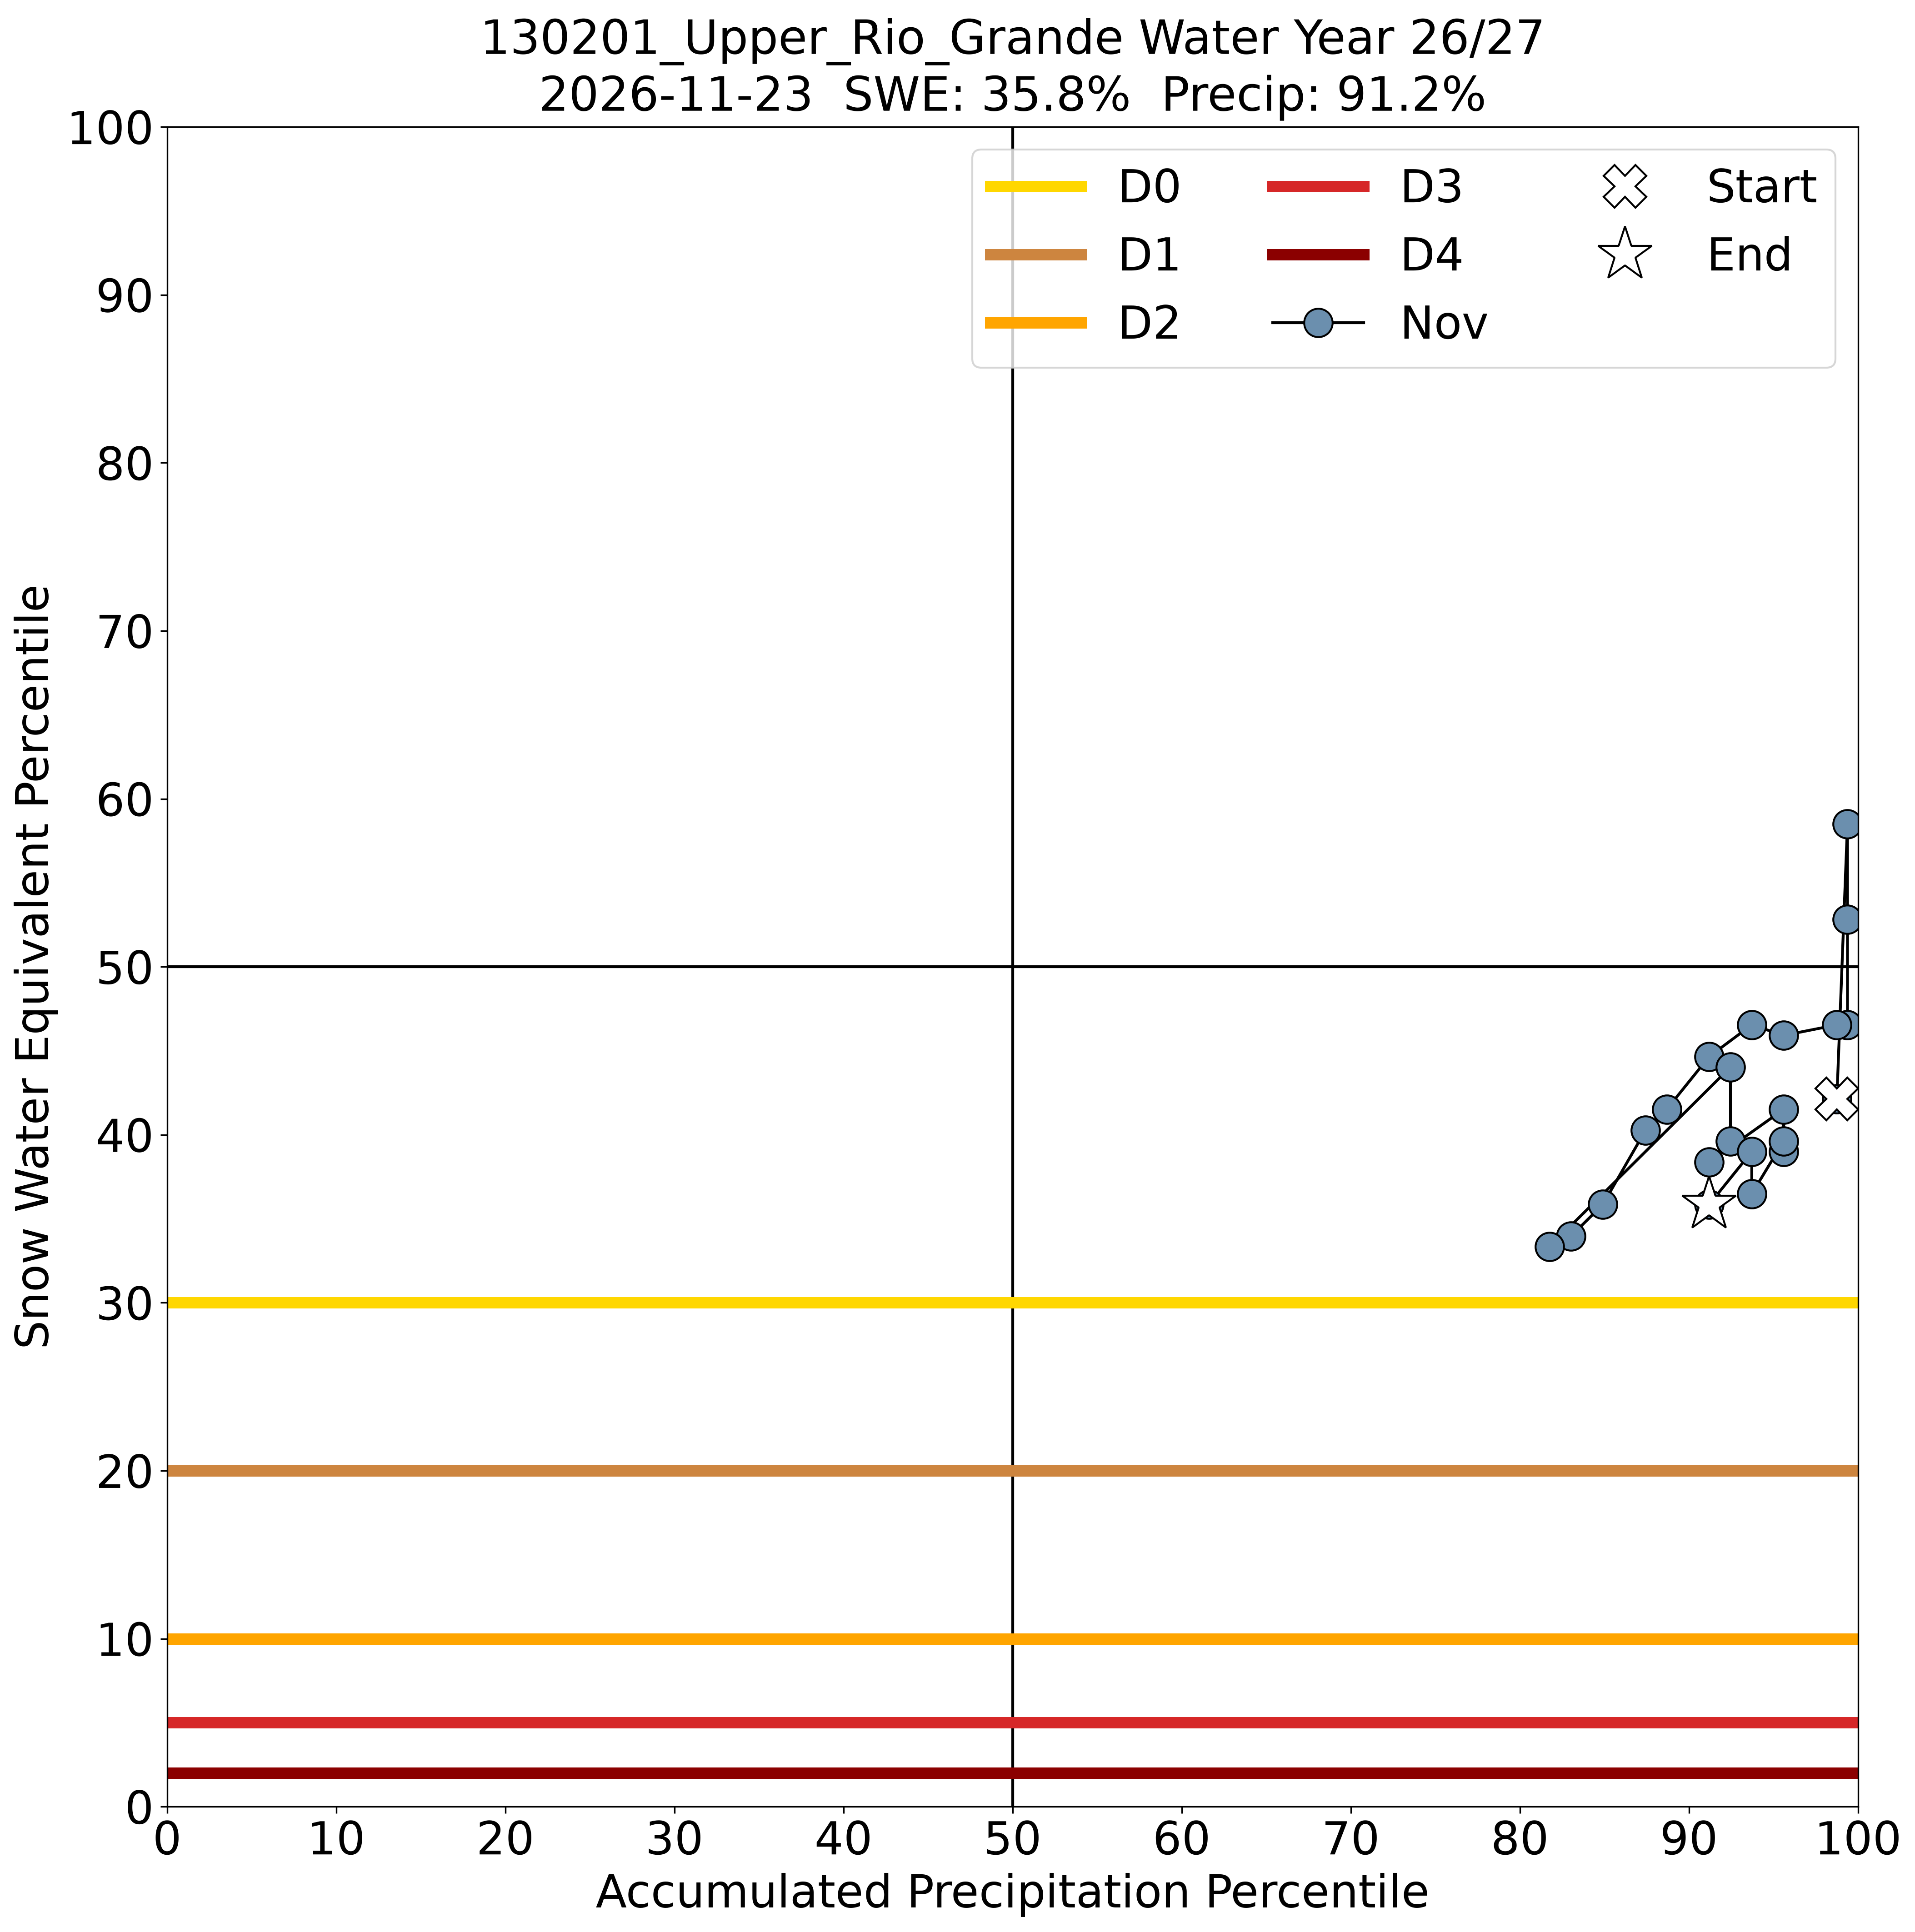 130201_Upper_Rio_Grande Water Year 26/27
2026-11-23  SWE: 35.8%  Precip: 91.2%
D0
D1
D2
D3
D4
Nov
Start
End
Snow Water Equivalent Percentile
100
90
80
70
60
50
40
30
20
10
0
0 10 20 30 40 50 60 70 80 90 100
Accumulated Precipitation Percentile